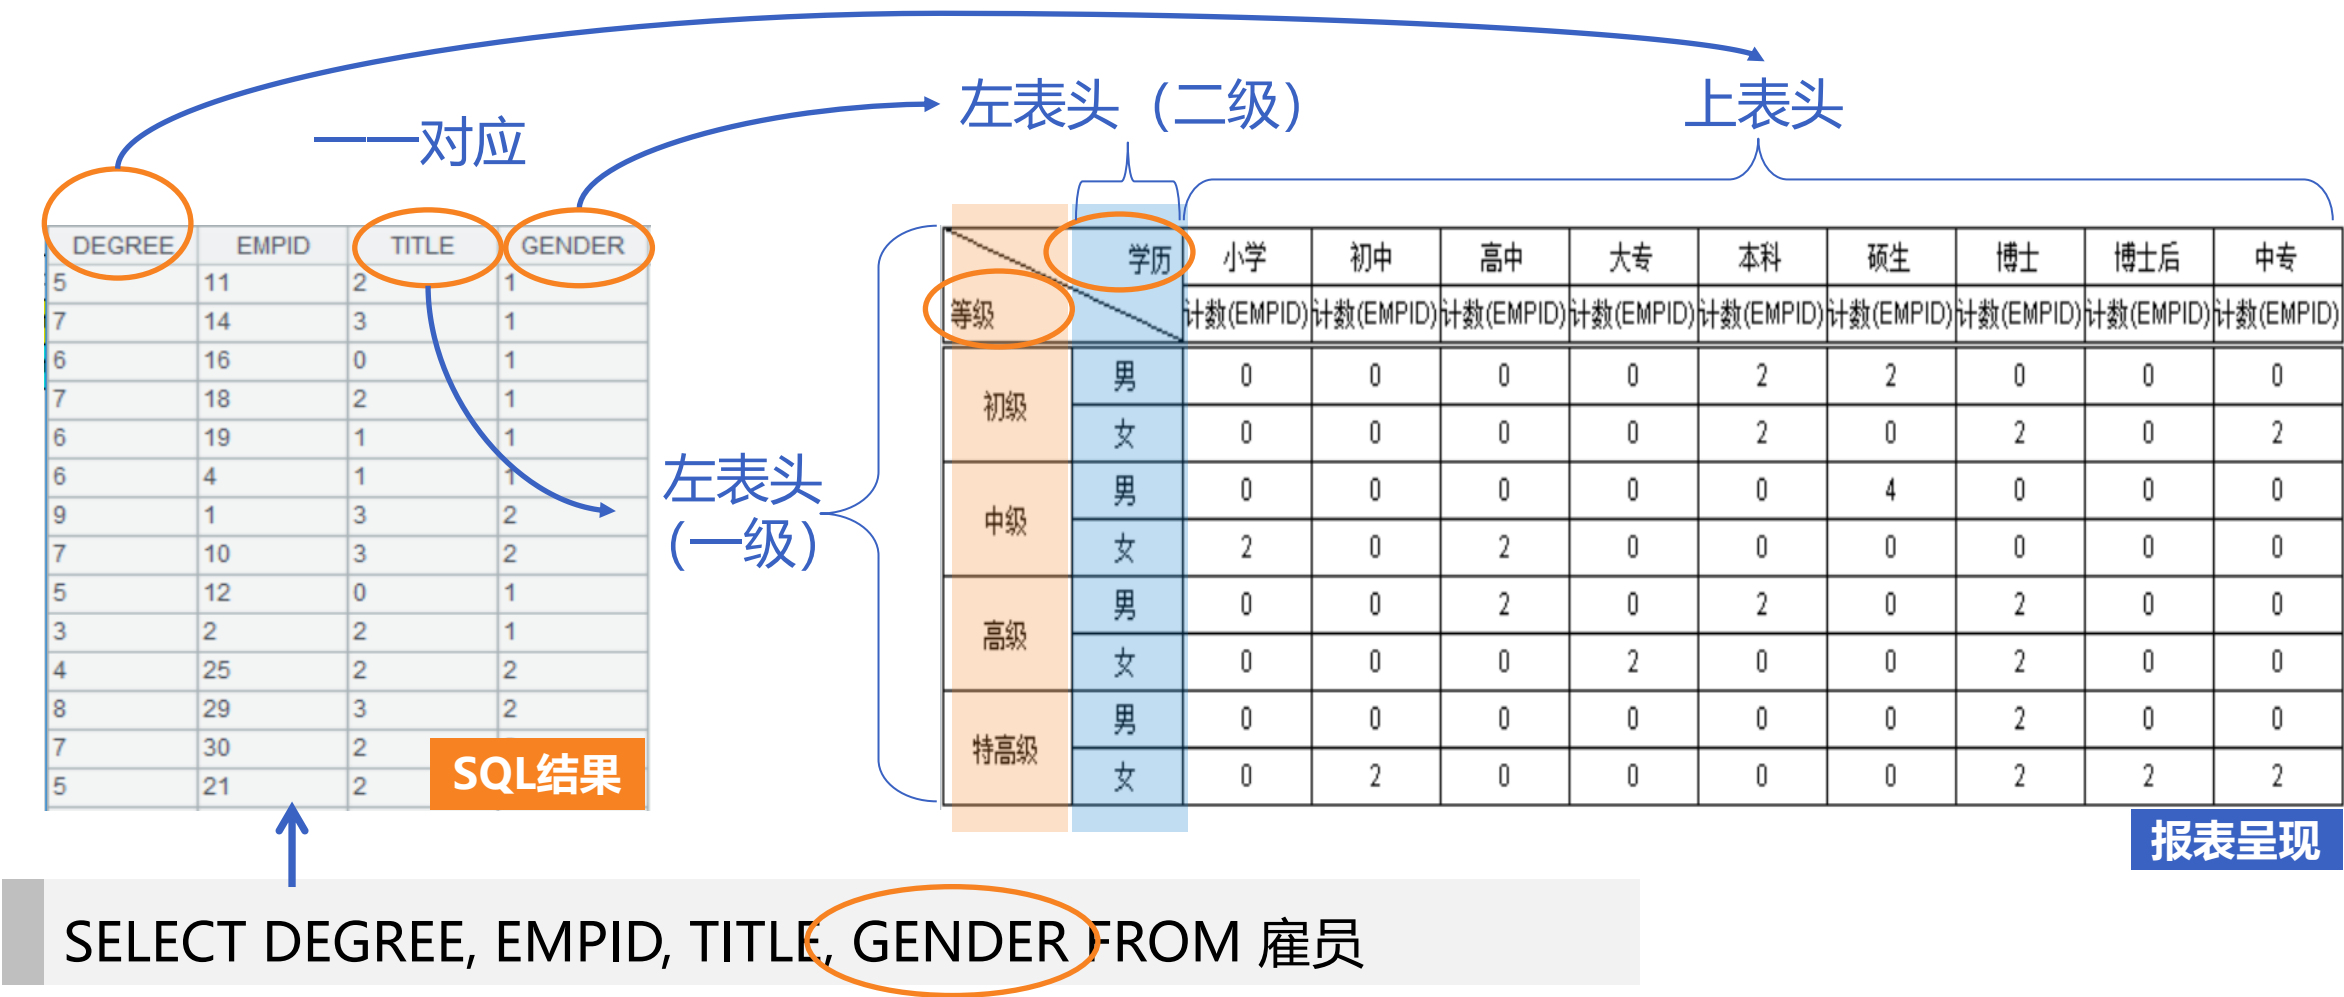 左表头（二级）
上表头
一一对应
DEGREE EMPID TITLE GENDER
5 11 2 1
7 14 3 1
6 16 0 1
7 18 2 1
6 19 1 1
6 4 1 1
9 1 3 2
7 10 3 2
5 12 0 1
3 2 2 1
4 25 2 2
8 29 3 2
7 30 2
5 21 2
SQL结果
左表头
(一级)
学历 小学 初中 高中 大专 本科 硕生 博士 博士后 中专
等级 计数(EMPID) 计数(EMPID) 计数(EMPID) 计数(EMPID) 计数(EMPID) 计数(EMPID) 计数(EMPID) 计数(EMPID) 计数(EMPID)
初级 男 0 0 0 0 2 2 0 0 0
女 0 0 0 0 2 0 2 0 2
中级 男 0 0 0 0 0 4 0 0 0
女 2 0 2 0 0 0 0 0 0
高级 男 0 0 2 0 2 0 2 0 0
女 0 0 0 2 0 0 2 0 0
特高级 男 0 0 0 0 0 0 2 0 0
女 0 2 0 0 0 0 2 2 2
报表呈现
SELECT DEGREE, EMPID, TITLE, GENDER FROM 雇员